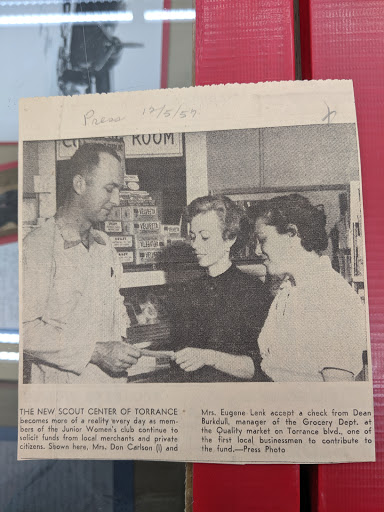 Press 12/5/57
ROOM
VELVEETA
VELVEETA
THE NEW SCOUT CENTER OF TORRANCE
becomes more of a reality every day as mem-
bers of the Junior Women's club continue to
solicit funds from local merchants and private
citizens. Shown here, Mrs. Don Carlson (l) and
Mrs. Eugene Lenk accept a check from Dean
Burkdull, manager of the Grocery Dept. at
the Quality market on Torrance blvd., one of
the first local businessmen to contribute to
the fund.—Press Photo